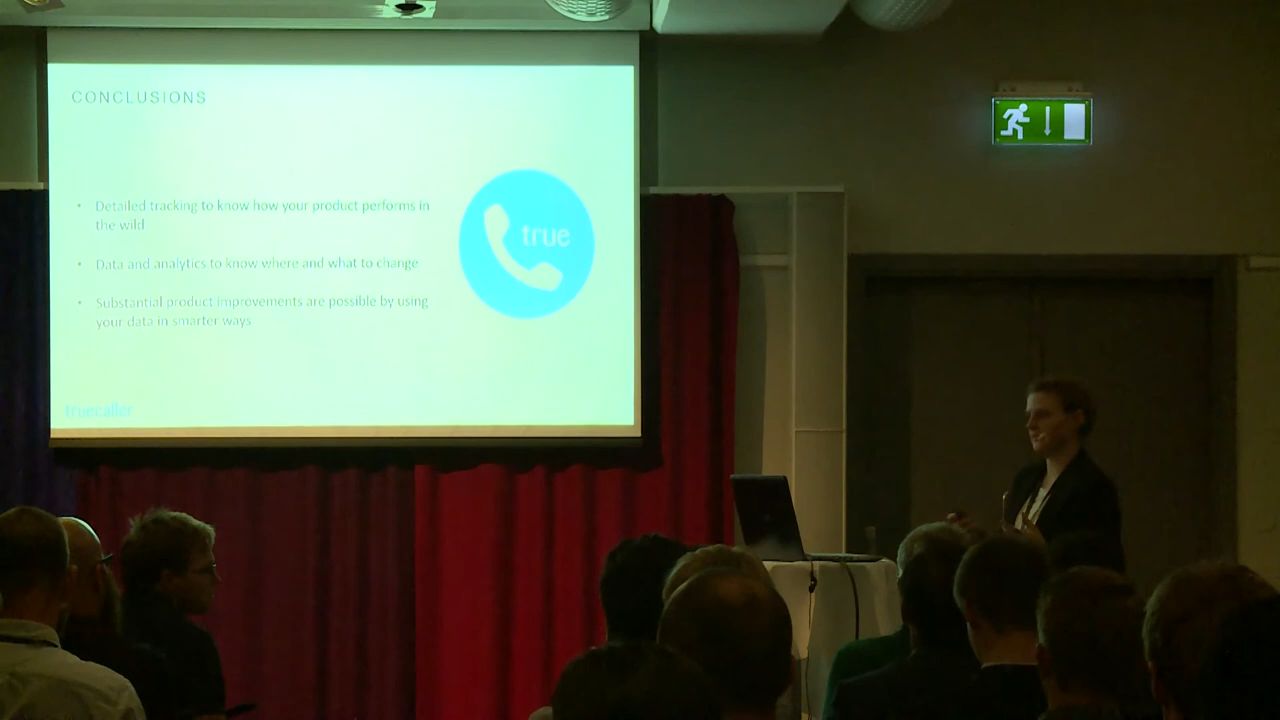 CONCLUSIONS
• Detailed tracking to know how your product performs in
the wild
• Data and analytics to know where and what to change
• Substantial product improvements are possible by using
your data in smarter ways
true
truecaller